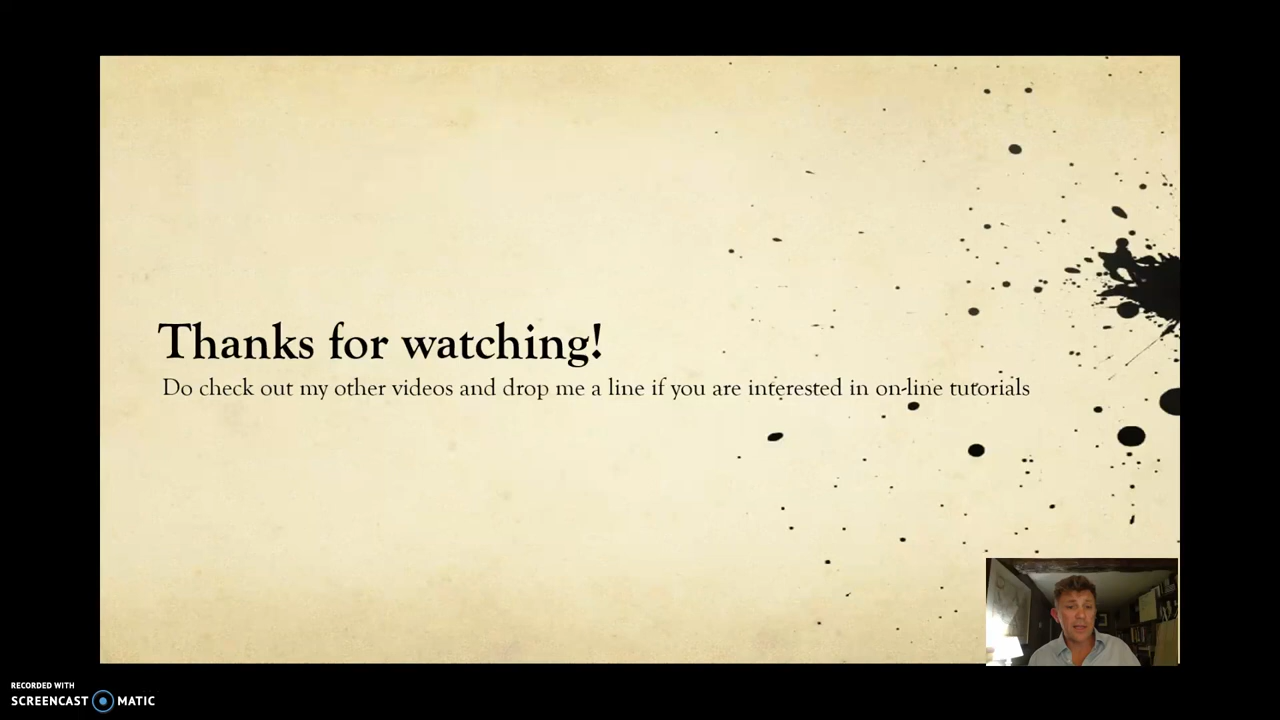 Thanks for watching!
Do check out my other videos and drop me a line if you are interested in on-line tutorials
RECORDED WITH
SCREENCAST MATIC